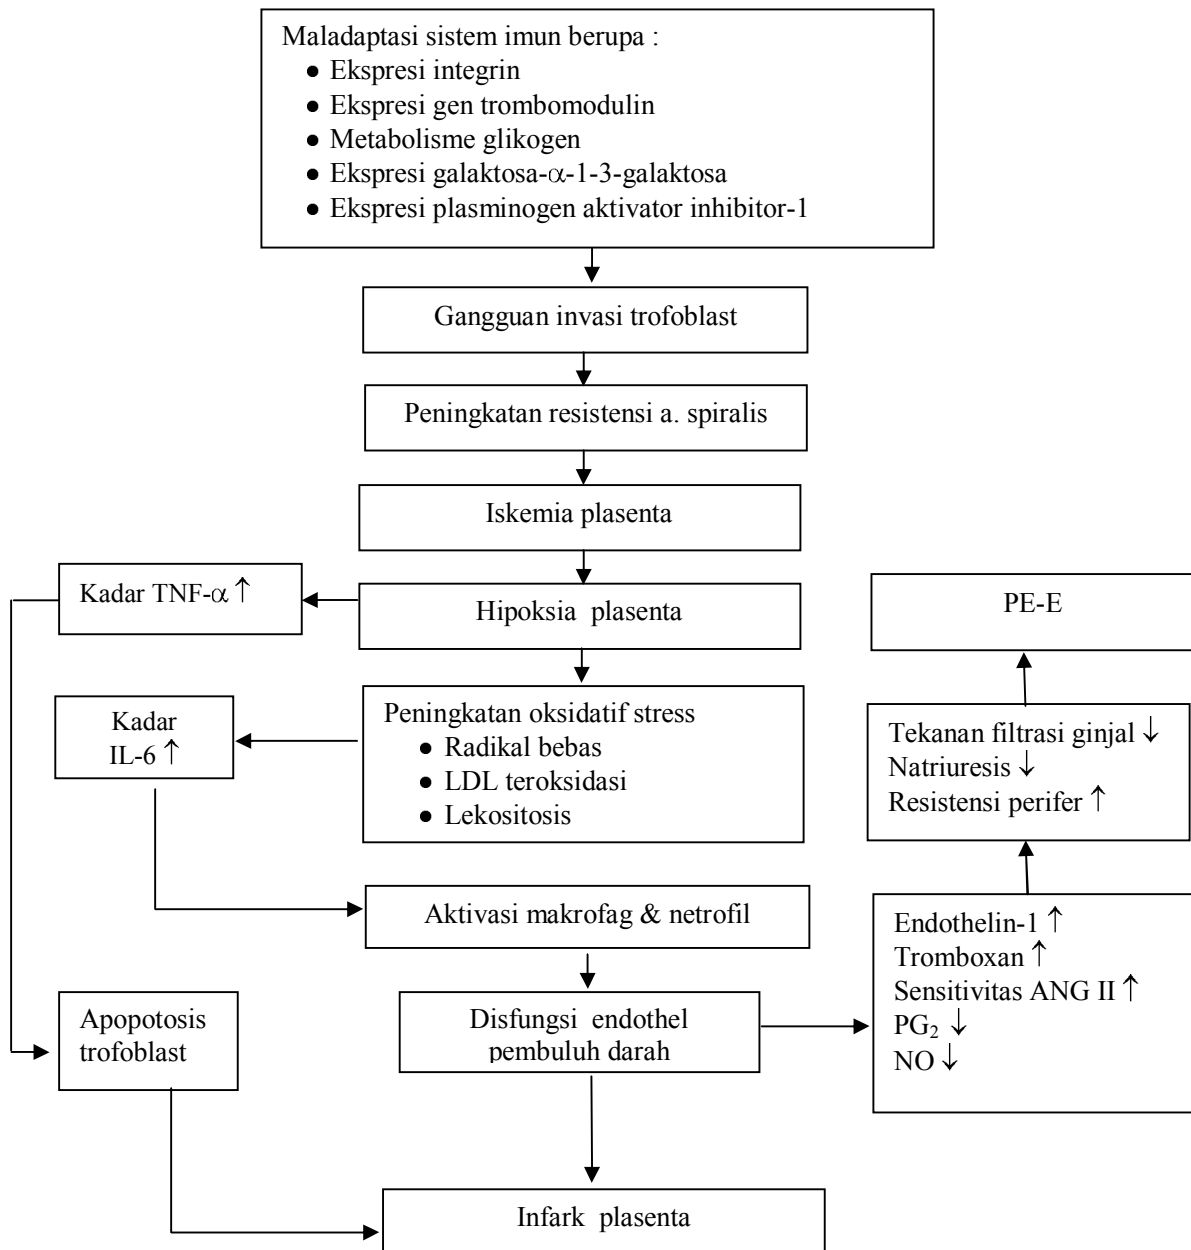 Maladaptasi sistem imun berupa :
● Ekspresi integrin
● Ekspresi gen trombomodulin
● Metabolisme glikogen
● Ekspresi galaktosa-α-1-3-galaktosa
● Ekspresi plasminogen aktivator inhibitor-1
Gangguan invasi trofoblast
Peningkatan resistensi a. spiralis
Iskemia plasenta
Kadar TNF-α ↑
Hipoksia plasenta
PE-E
Kadar
IL-6 ↑
Peningkatan oksidatif stress
● Radikal bebas
● LDL teroksidasi
● Lekositosis
Tekanan filtrasi ginjal ↓
Natriuresis ↓
Resistensi perifer ↑
Aktivasi makrofag & netrofil
Endothelin-1 ↑
Tromboxan ↑
Sensitivitas ANG II ↑
PG₂ ↓
NO ↓
Apopotosis
trofoblast
Disfungsi endothel
pembuluh darah
Infark plasenta